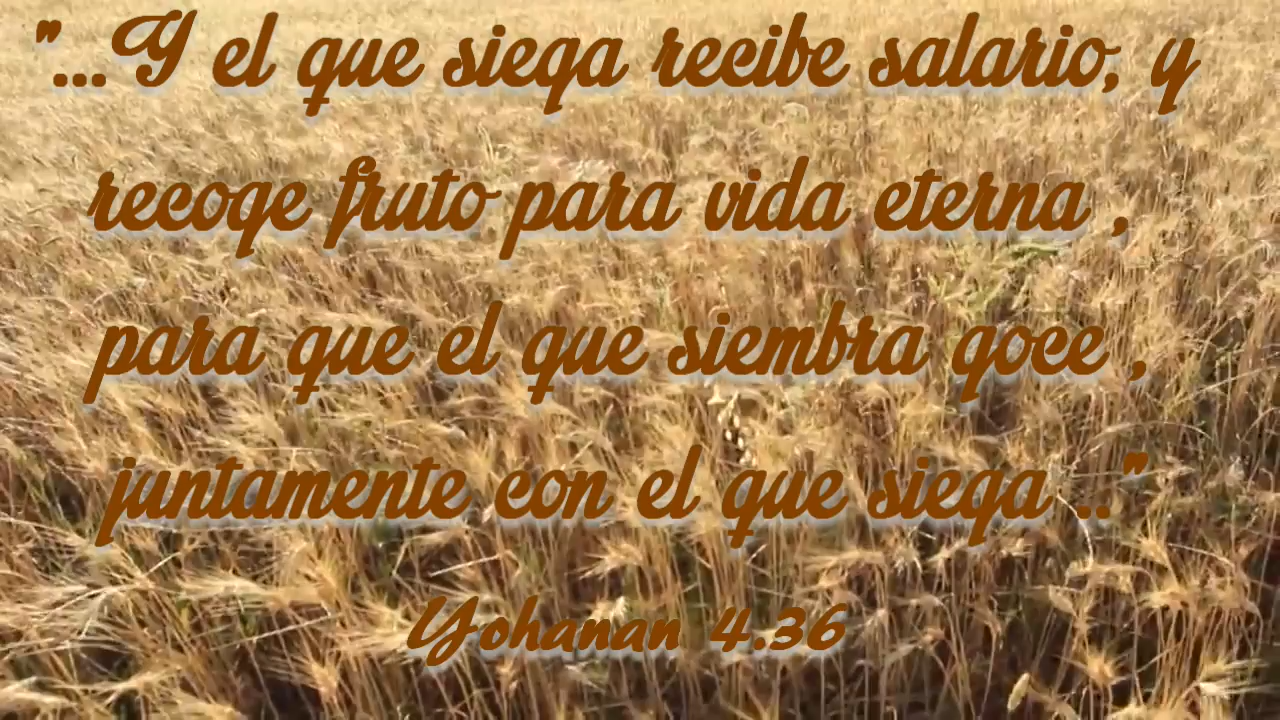 "...Y el que siega recibe salario, y
recoge fruto para vida eterna ,
para que el que siembra goce ,
juntamente con el que siega .."
Yohanan 4.36